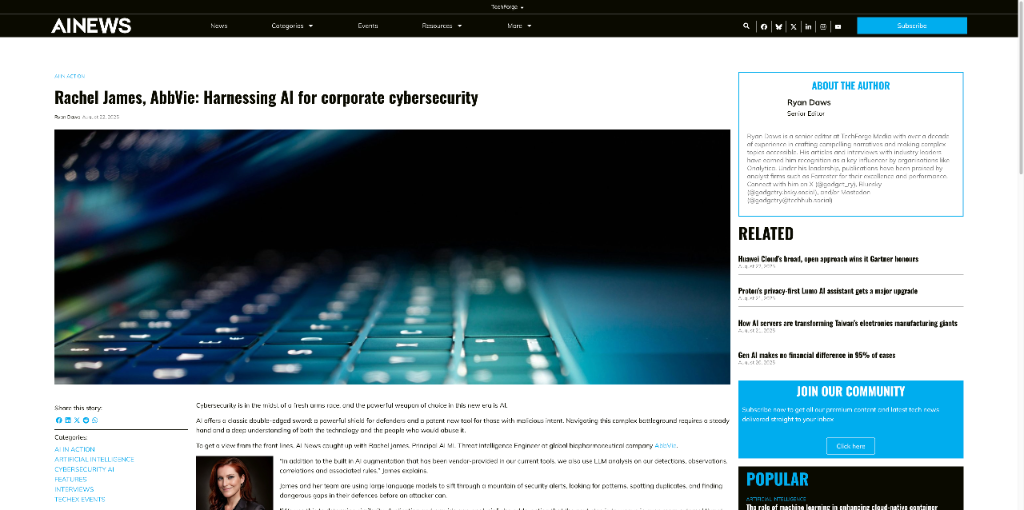 TechForge
AINEWS
News
Categories
Events
Resources
More
Subscribe
AI IN ACTION
Rachel James, AbbVie: Harnessing AI for corporate cybersecurity
Ryan Daws August 22, 2025
Share this story:
Categories:
AI IN ACTION
ARTIFICIAL INTELLIGENCE
CYBERSECURITY AI
FEATURES
INTERVIEWS
TECHEX EVENTS
Cybersecurity is in the midst of a fresh arms race, and the powerful weapon of choice in this new era is AI.
AI offers a classic double-edged sword: a powerful shield for defenders and a potent new tool for those with malicious intent. Navigating this complex battleground requires a steady
hand and a deep understanding of both the technology and the people who would abuse it.
To get a view from the front lines, AI News caught up with Rachel James, Principal AI ML Threat Intelligence Engineer at global biopharmaceutical company AbbVie.
"In addition to the built in AI augmentation that has been vendor-provided in our current tools, we also use LLM analysis on our detections, observations,
correlations and associated rules," James explains.
James and her team are using large language models to sift through a mountain of security alerts, looking for patterns, spotting duplicates, and finding
dangerous gaps in their defences before an attacker can.
ABOUT THE AUTHOR
Ryan Daws
Senior Editor
Ryan Daws is a senior editor at TechForge Media with over a decade
of experience in crafting compelling narratives and making complex
topics accessible. His articles and interviews with industry leaders
have earned him recognition as a key influencer by organisations like
Onalytica. Under his leadership, publications have been praised by
analyst firms such as Forrester for their excellence and performance.
Connect with him on X (@gadget_ry), Bluesky
(@gadgetry.bsky.social), and/or Mastodon
(@gadgetry@techhub.social)
RELATED
Huawei Cloud's broad, open approach wins it Gartner honours
August 22, 2025
Proton's privacy-first Lumo AI assistant gets a major upgrade
August 21, 2025
How AI servers are transforming Taiwan's electronics manufacturing giants
August 21, 2025
Gen AI makes no financial difference in 95% of cases
August 20, 2025
JOIN OUR COMMUNITY
Subscribe now to get all our premium content and latest tech news
delivered straight to your inbox
Click here
POPULAR
ARTIFICIAL INTELLIGENCE
The role of machine learning in enhancing cloud-native container